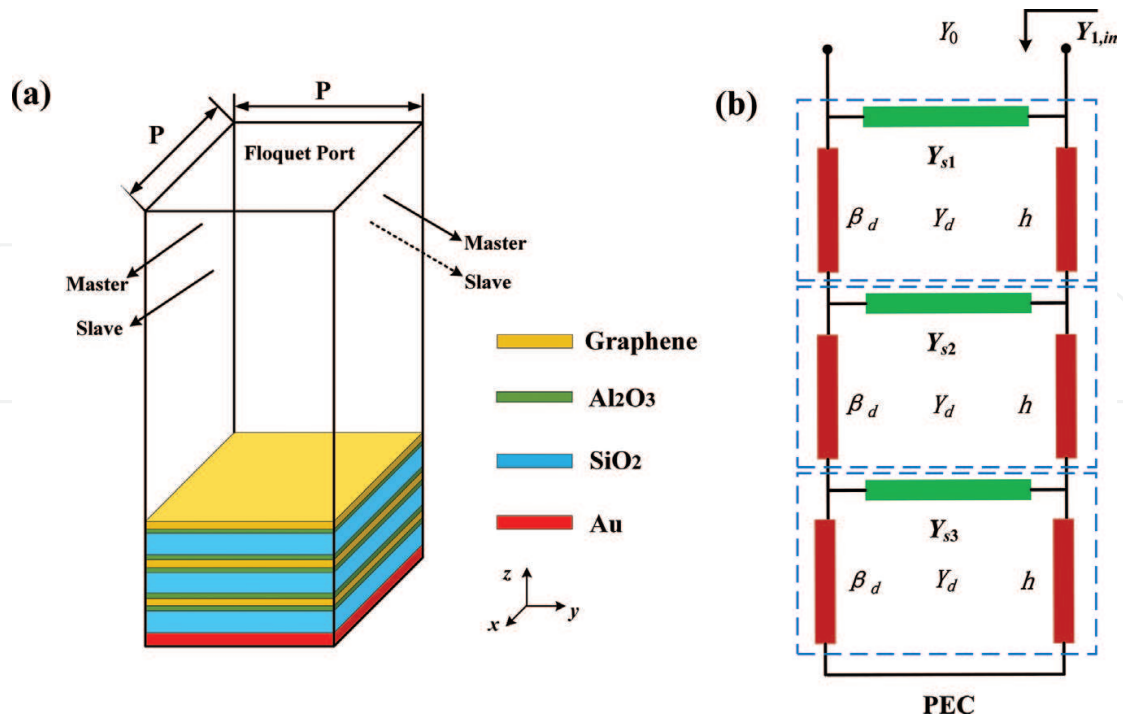 (a)
P
P
Floquet Port
Master
Slave
Master
Slave
Graphene
Al2O3
SiO2
Au
z
y
x
(b)
Y0
Y1,in
Ys1
βd Yd h
Ys2
βd Yd h
Ys3
βd Yd h
PEC